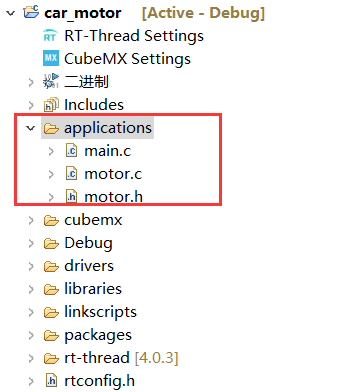 car_motor [Active - Debug]
RT-Thread Settings
MX CubeMX Settings
二进制
Includes
applications
.c main.c
.c motor.c
.h motor.h
cubemx
Debug
drivers
libraries
linkscripts
packages
rt-thread [4.0.3]
.h rtconfig.h